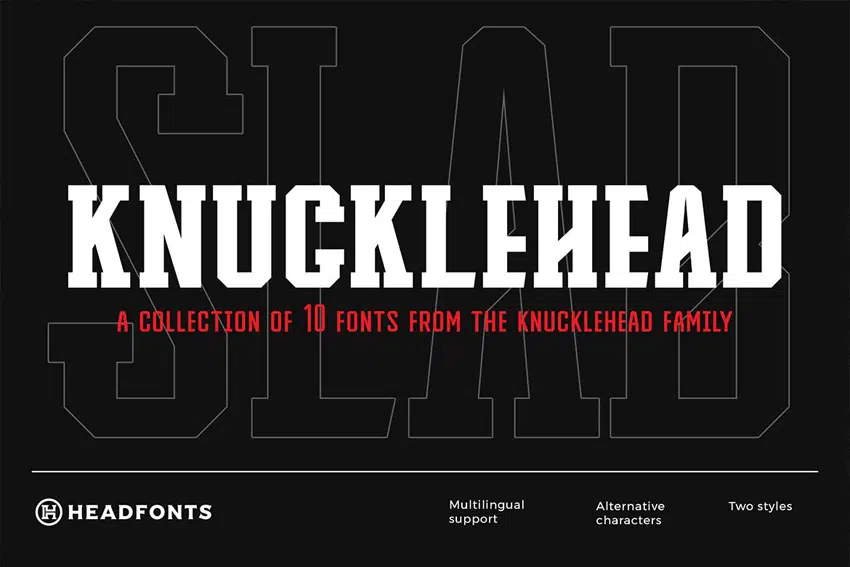 SLAB
KNUCKLEHEAD
A COLLECTION OF 10 FONTS FROM THE KNUCKLEHEAD FAMILY
HEADFONTS
Multilingual
support
Alternative
characters
Two styles